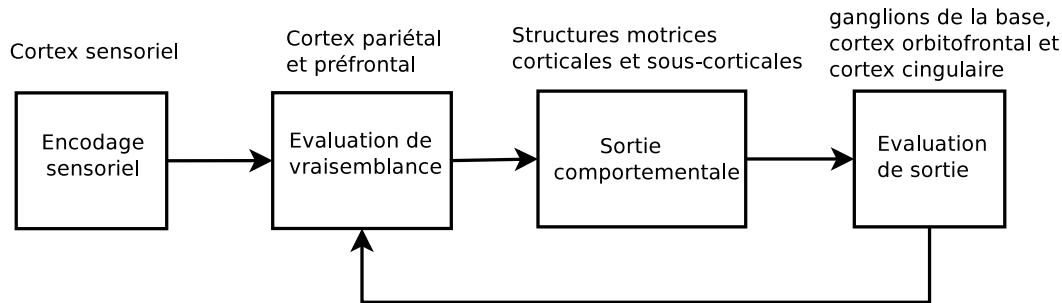 Cortex sensoriel
Cortex pariétal
et préfrontal
Structures motrices
corticales et sous-corticales
ganglions de la base,
cortex orbitofrontal et
cortex cingulaire
Encodage
sensoriel
Evaluation de
vraisemblance
Sortie
comportementale
Evaluation
de sortie